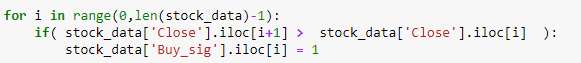 for i in range(0,len(stock_data)-1):
    if( stock_data['Close'].iloc[i+1] >  stock_data['Close'].iloc[i]  ):
        stock_data['Buy_sig'].iloc[i] = 1